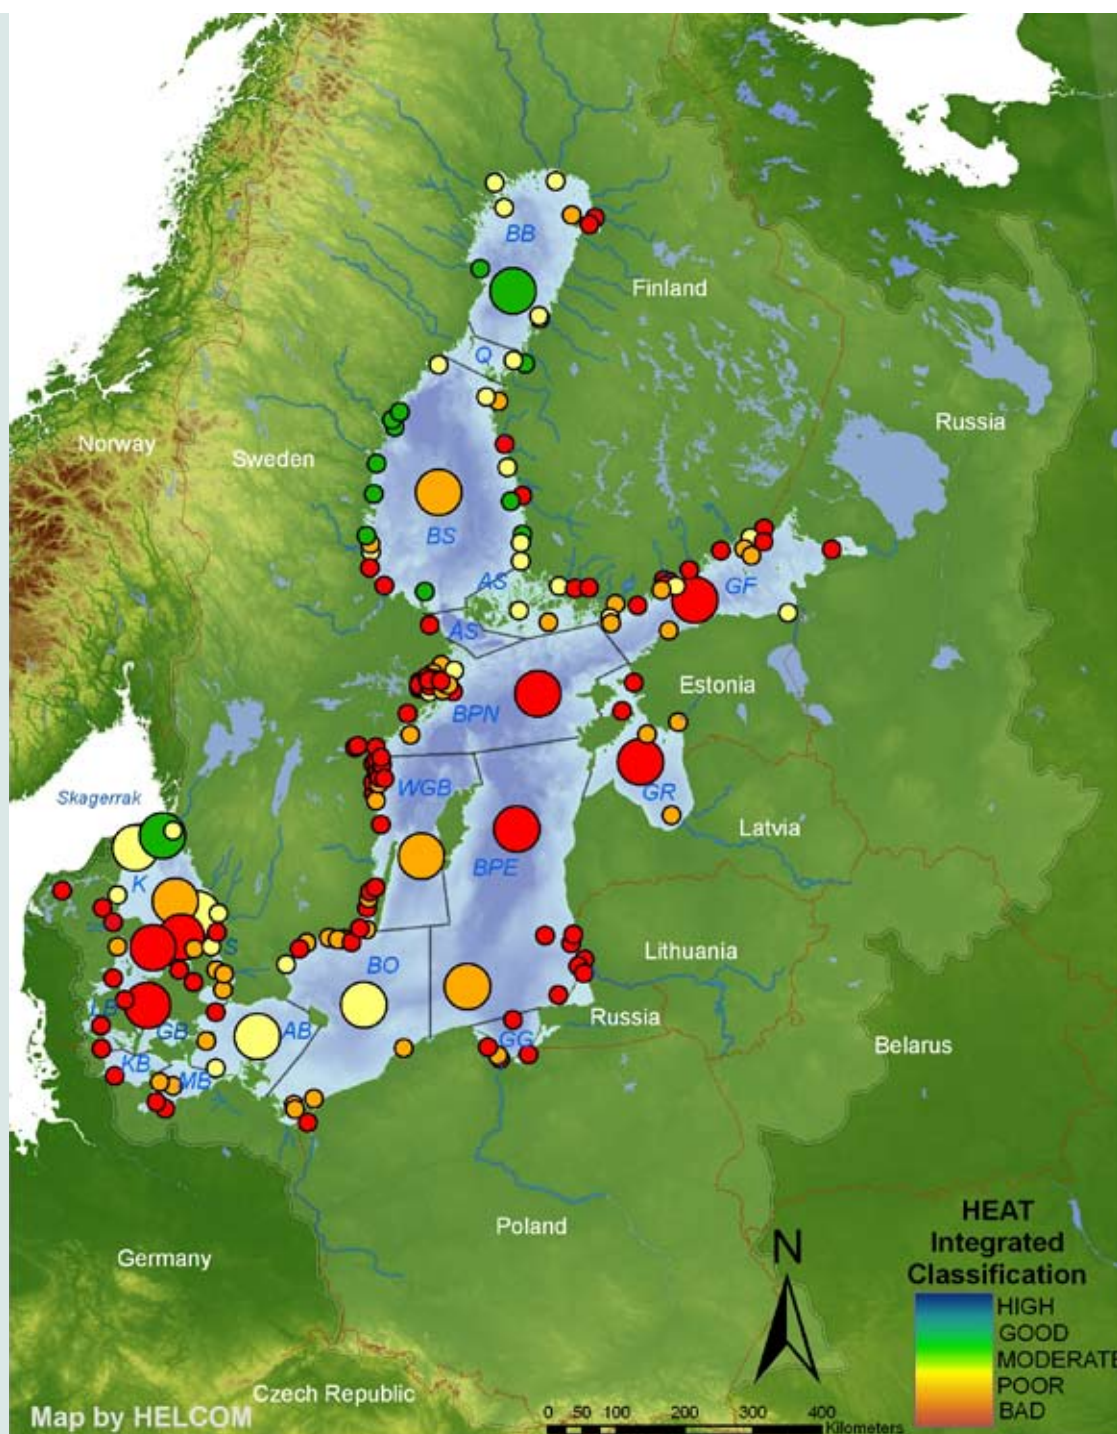 BB
Finland
Q
Russia
Norway
Sweden
BS
AS
GF
AS
Estonia
BPN
WGB
Skagerrak
GR
Latvia
K
BPE
S
Lithuania
BO
Russia
LB
GB
AB
GG
Belarus
KB
MB
Poland
N
HEAT
Integrated
Classification
Germany
HIGH
GOOD
MODERATE
POOR
BAD
Czech Republic
Map by HELCOM
0 50 100 200 300 400
Kilometers